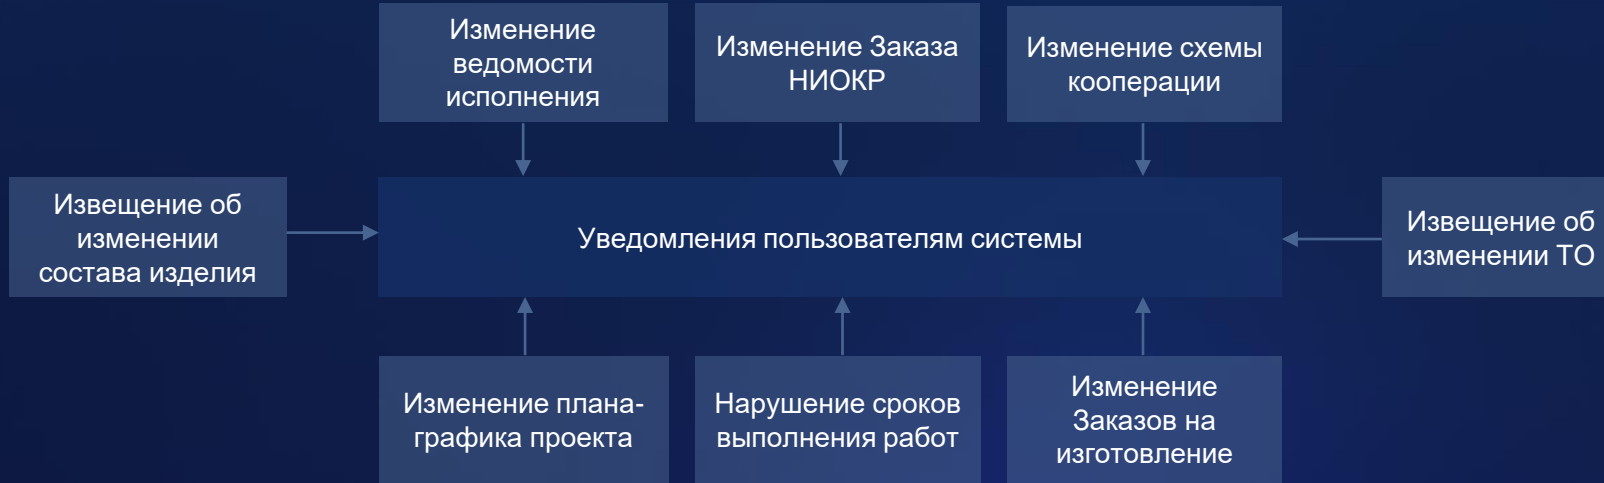 Изменение
ведомости
исполнения
Изменение Заказа
НИОКР
Изменение схемы
кооперации
Извещение об
изменении
состава изделия
Уведомления пользователям системы
Извещение об
изменении ТО
Изменение плана-
графика проекта
Нарушение сроков
выполнения работ
Изменение
Заказов на
изготовление